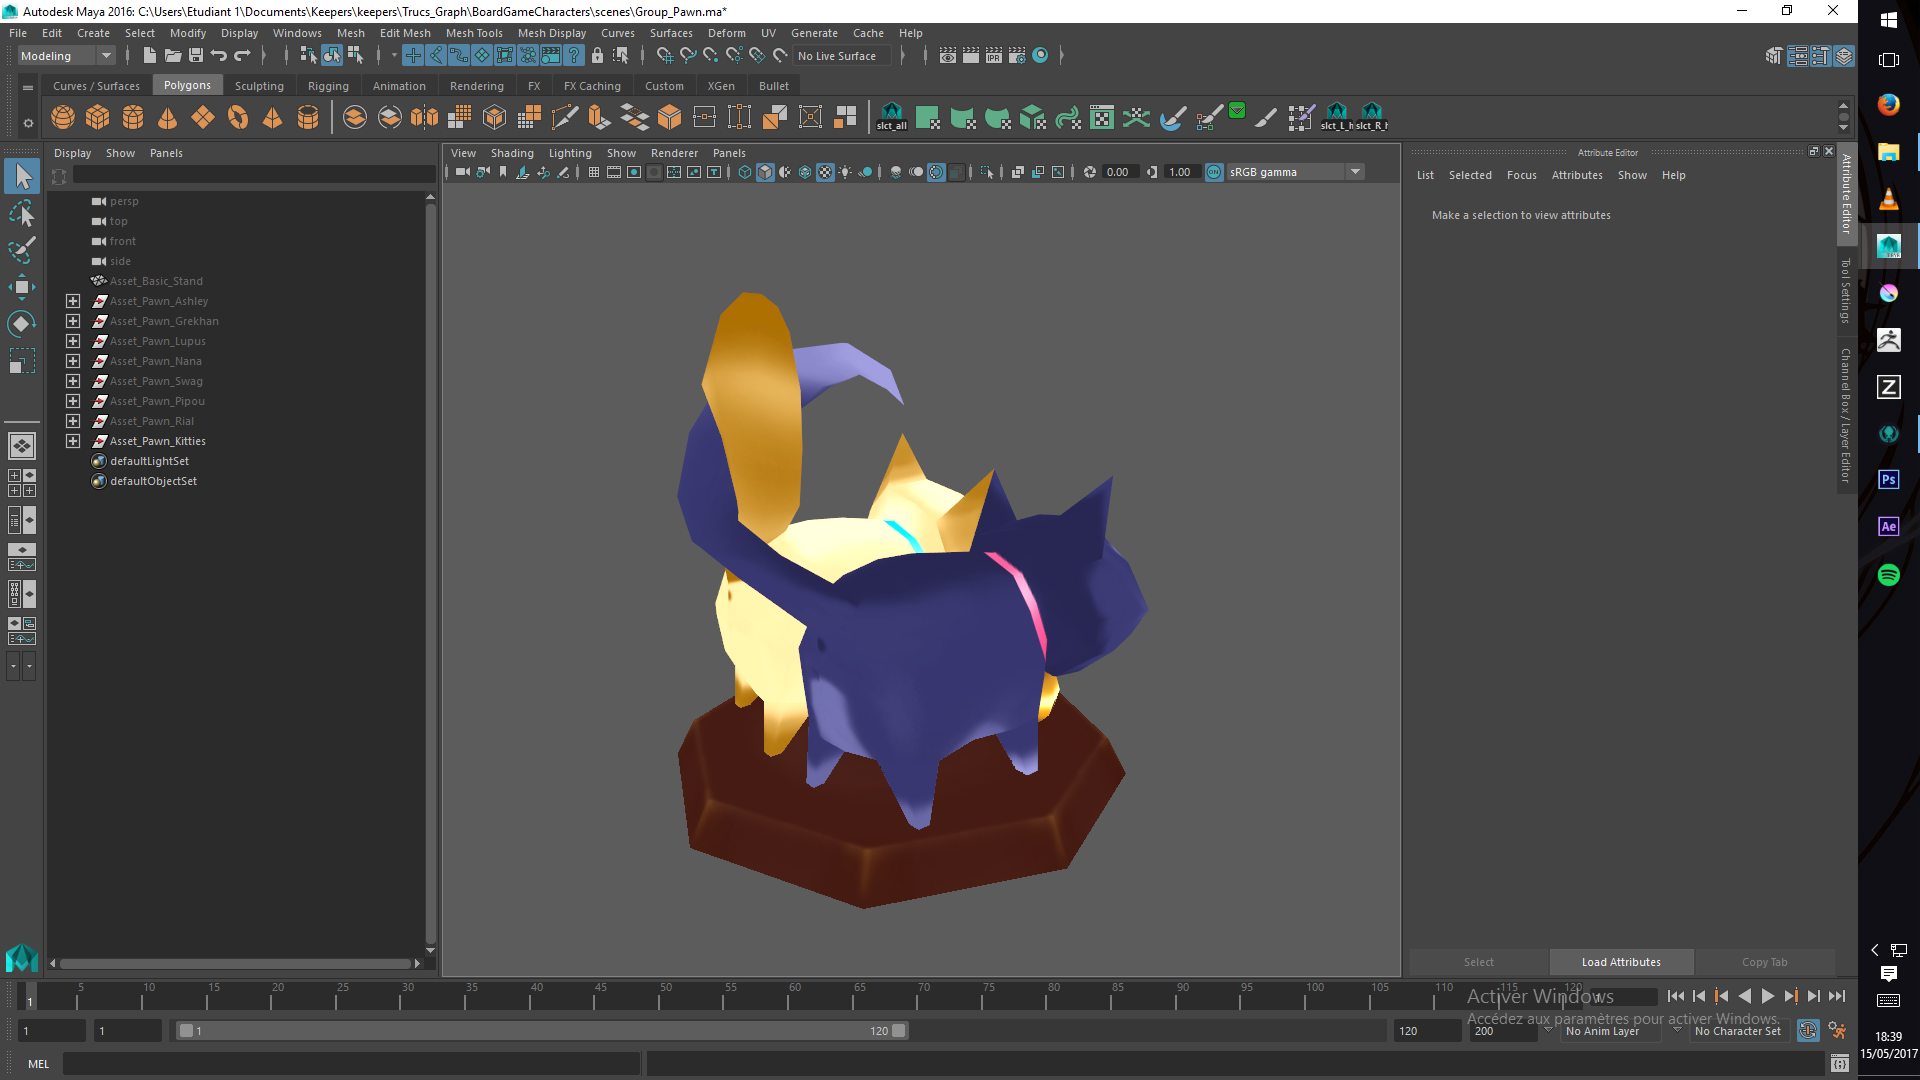 Autodesk Maya 2016: C:\Users\Etudiant 1\Documents\Keepers\keepers\Trucs_Graph\BoardGameCharacters\scenes\Group_Pawn.ma*
File Edit Create Select Modify Display Windows Mesh Edit Mesh Mesh Tools Mesh Display Curves Surfaces Deform UV Generate Cache Help
Modeling No Live Surface
Curves / Surfaces Polygons Sculpting Rigging Animation Rendering FX FX Caching Custom XGen Bullet
slct_all slct_L_h slct_R_h
Display Show Panels
View Shading Lighting Show Renderer Panels
0.00 1.00 sRGB gamma
persp
top
front
side
Asset_Basic_Stand
Asset_Pawn_Ashley
Asset_Pawn_Grekhan
Asset_Pawn_Lupus
Asset_Pawn_Nana
Asset_Pawn_Swag
Asset_Pawn_Pipou
Asset_Pawn_Rial
Asset_Pawn_Kitties
defaultLightSet
defaultObjectSet
Attribute Editor
List Selected Focus Attributes Show Help
Make a selection to view attributes
Attribute Editor
Tool Settings
Channel Box / Layer Editor
Select Load Attributes Copy Tab
1 5 10 15 20 25 30 35 40 45 50 55 60 65 70 75 80 85 90 95 100 105 110 115 120
1 1 1 120 120 200 No Anim Layer No Character Set
Activer Windows
Accédez aux paramètres pour activer Windows.
MEL
Ps
Ae
18:39
15/05/2017